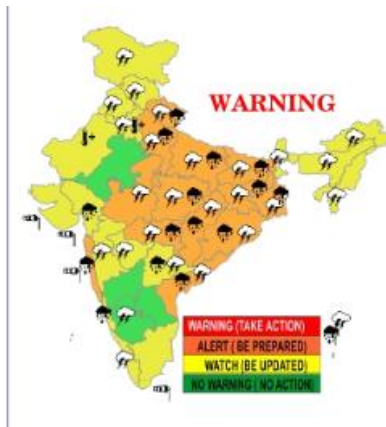 WARNING
WARNING (TAKE ACTION)
ALERT ( BE PREPARED)
WATCH (BE UPDATED)
NO WARNING ( NO ACTION)